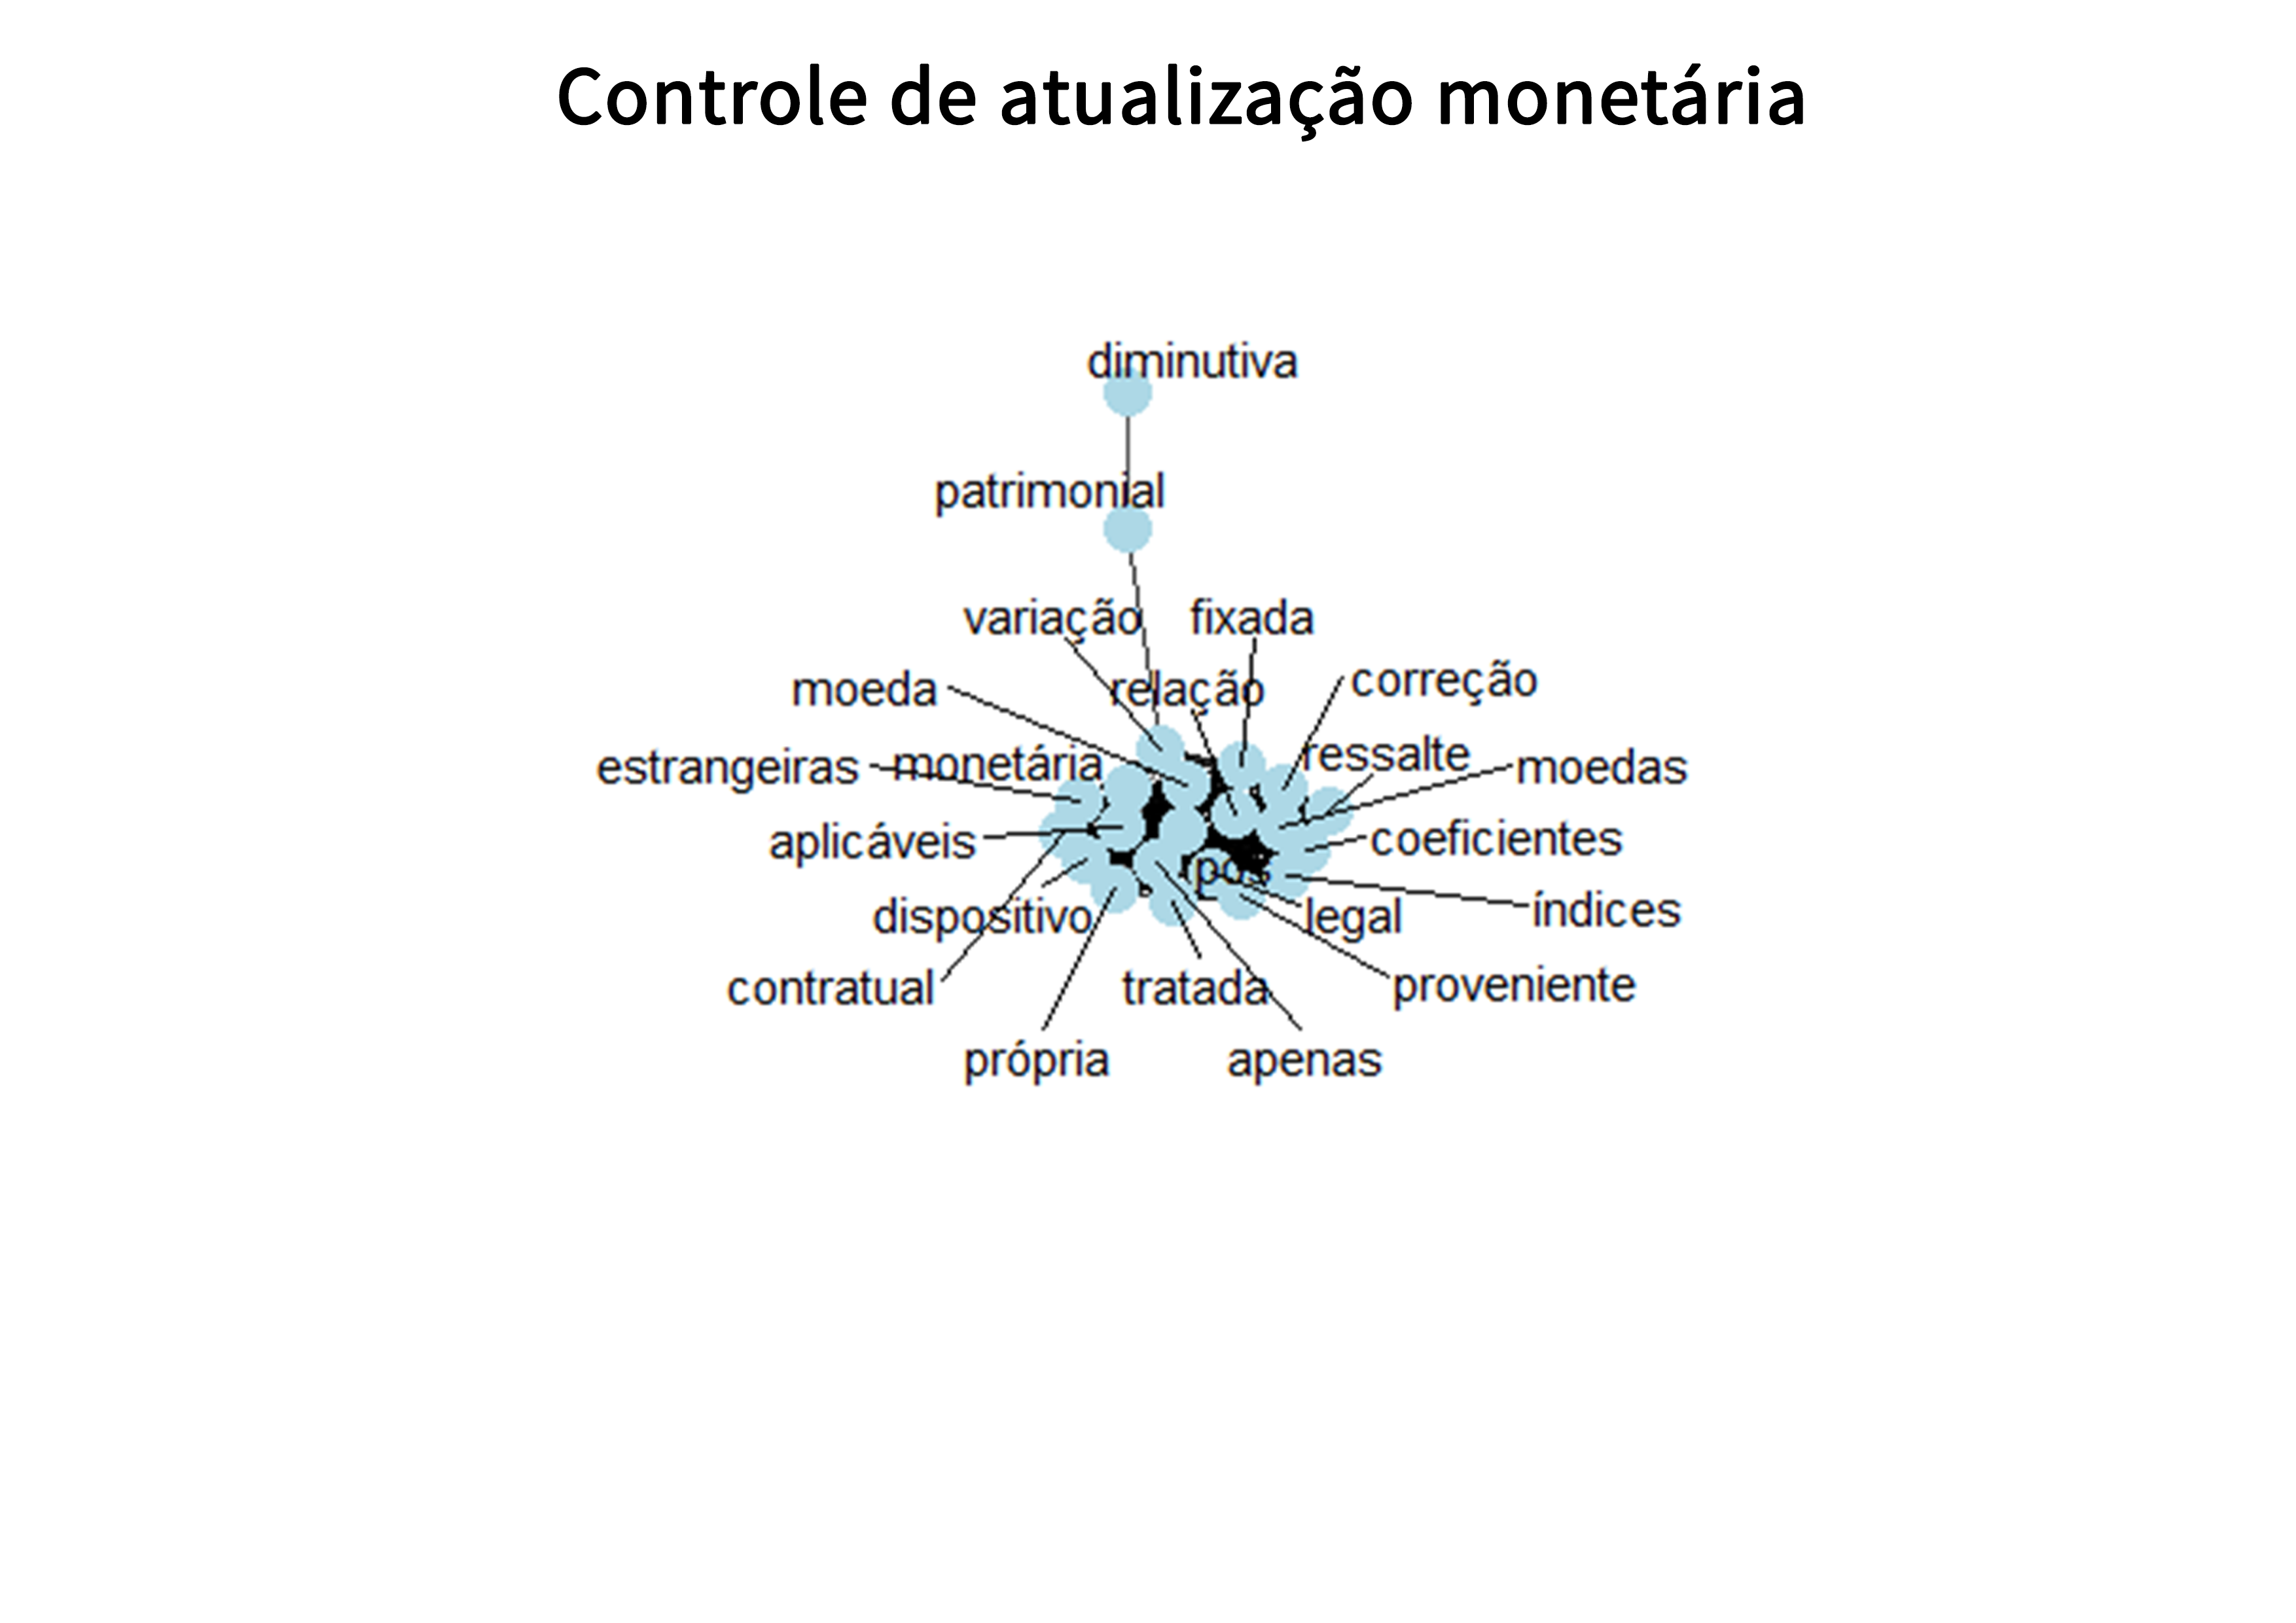 Controle de atualização monetária
diminutiva
patrimonial
variação
fixada
moeda
relação
correção
estrangeiras
monetária
ressalte
moedas
aplicáveis
coeficientes
pós
dispositivo
legal
índices
contratual
tratada
proveniente
própria
apenas